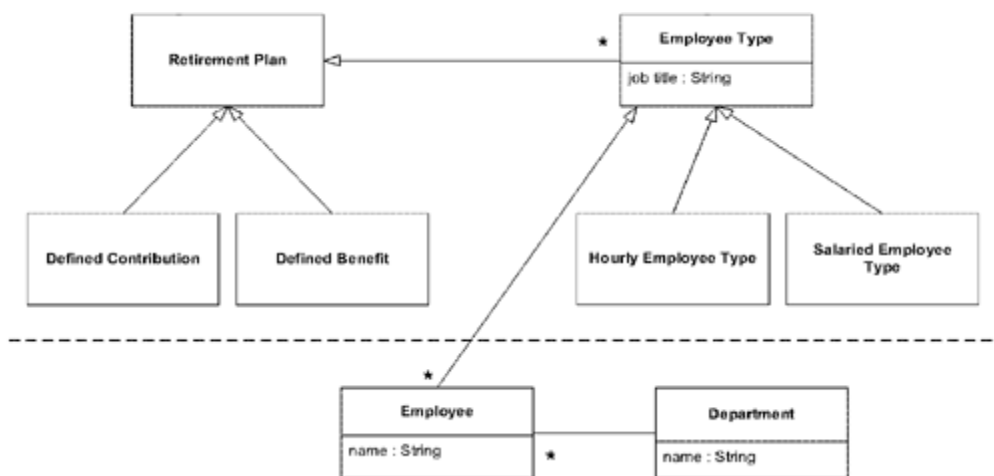 *
Employee Type
Retirement Plan
job title : String
Defined Contribution
Defined Benefit
Hourly Employee Type
Salaried Employee
Type
*
Employee
Department
name : String
*
name : String